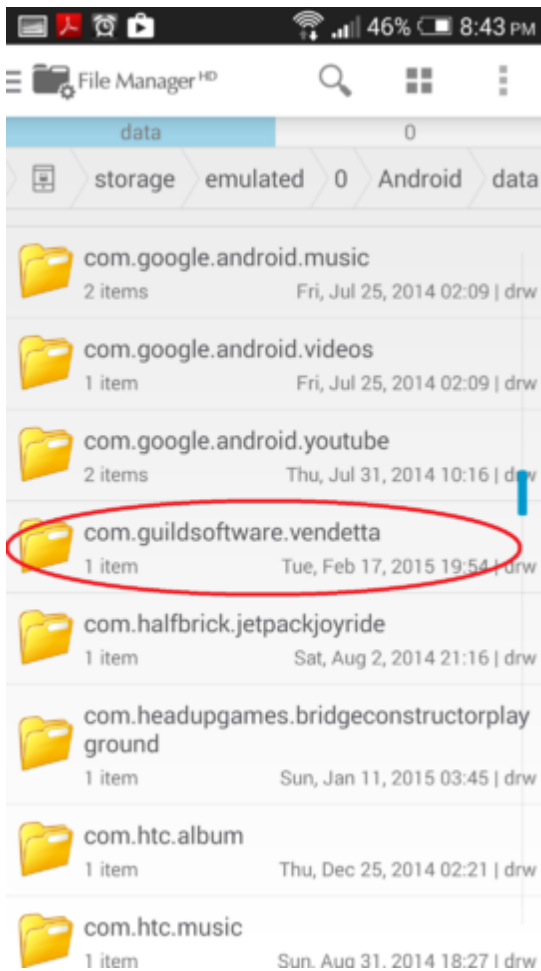 46% 8:43 PM
File Manager HD
data 0
storage emulated 0 Android data
com.google.android.music
2 items Fri, Jul 25, 2014 02:09 | drw
com.google.android.videos
1 item Fri, Jul 25, 2014 02:09 | drw
com.google.android.youtube
2 items Thu, Jul 31, 2014 10:16 | drw
com.guildsoftware.vendetta
1 item Tue, Feb 17, 2015 19:54 | drw
com.halfbrick.jetpackjoyride
1 item Sat, Aug 2, 2014 21:16 | drw
com.headupgames.bridgeconstructorplay
ground
1 item Sun, Jan 11, 2015 03:45 | drw
com.htc.album
1 item Thu, Dec 25, 2014 02:21 | drw
com.htc.music
1 item Sun, Aug 31, 2014 18:27 | drw